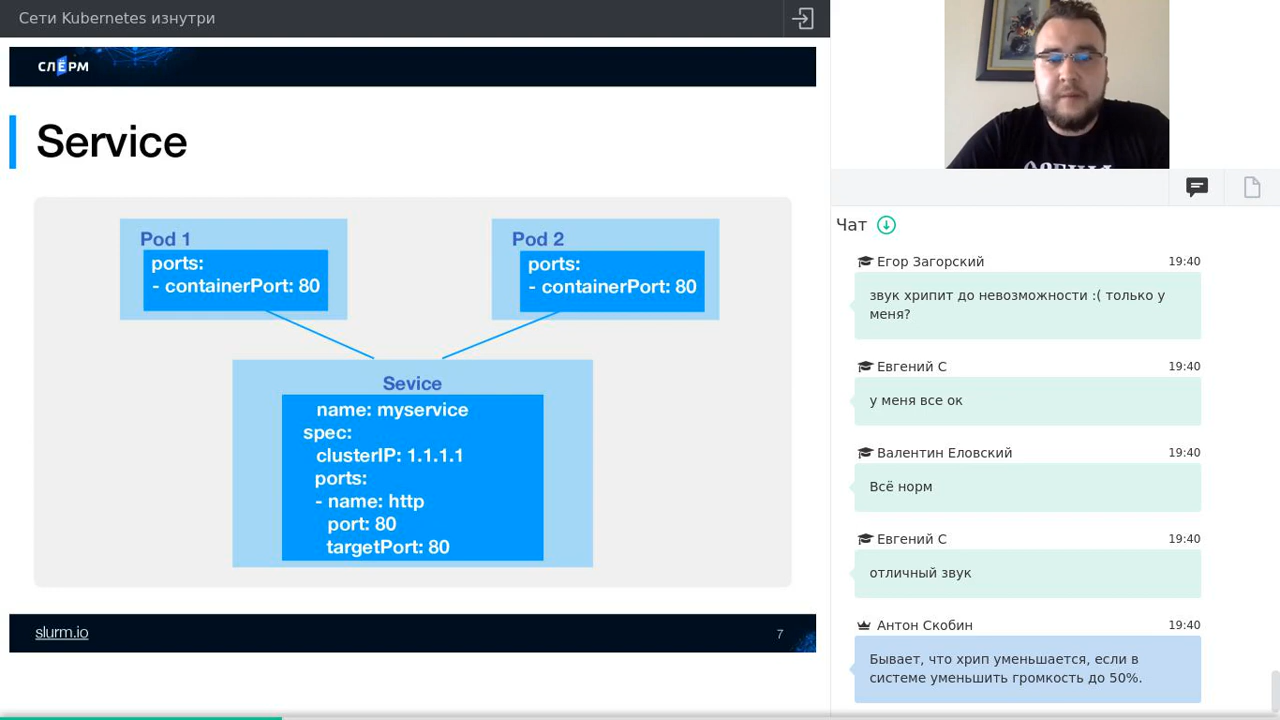 Сети Kubernetes изнутри
СЛЁРМ
Service
Pod 1
ports:
- containerPort: 80
Pod 2
ports:
- containerPort: 80
Sevice
name: myservice
spec:
clusterIP: 1.1.1.1
ports:
- name: http
port: 80
targetPort: 80
slurm.io
7
Чат
Егор Загорский 19:40
звук хрипит до невозможности :( только у
меня?
Евгений С 19:40
у меня все ок
Валентин Еловский 19:40
Всё норм
Евгений С 19:40
отличный звук
Антон Скобин 19:40
Бывает, что хрип уменьшается, если в
системе уменьшить громкость до 50%.